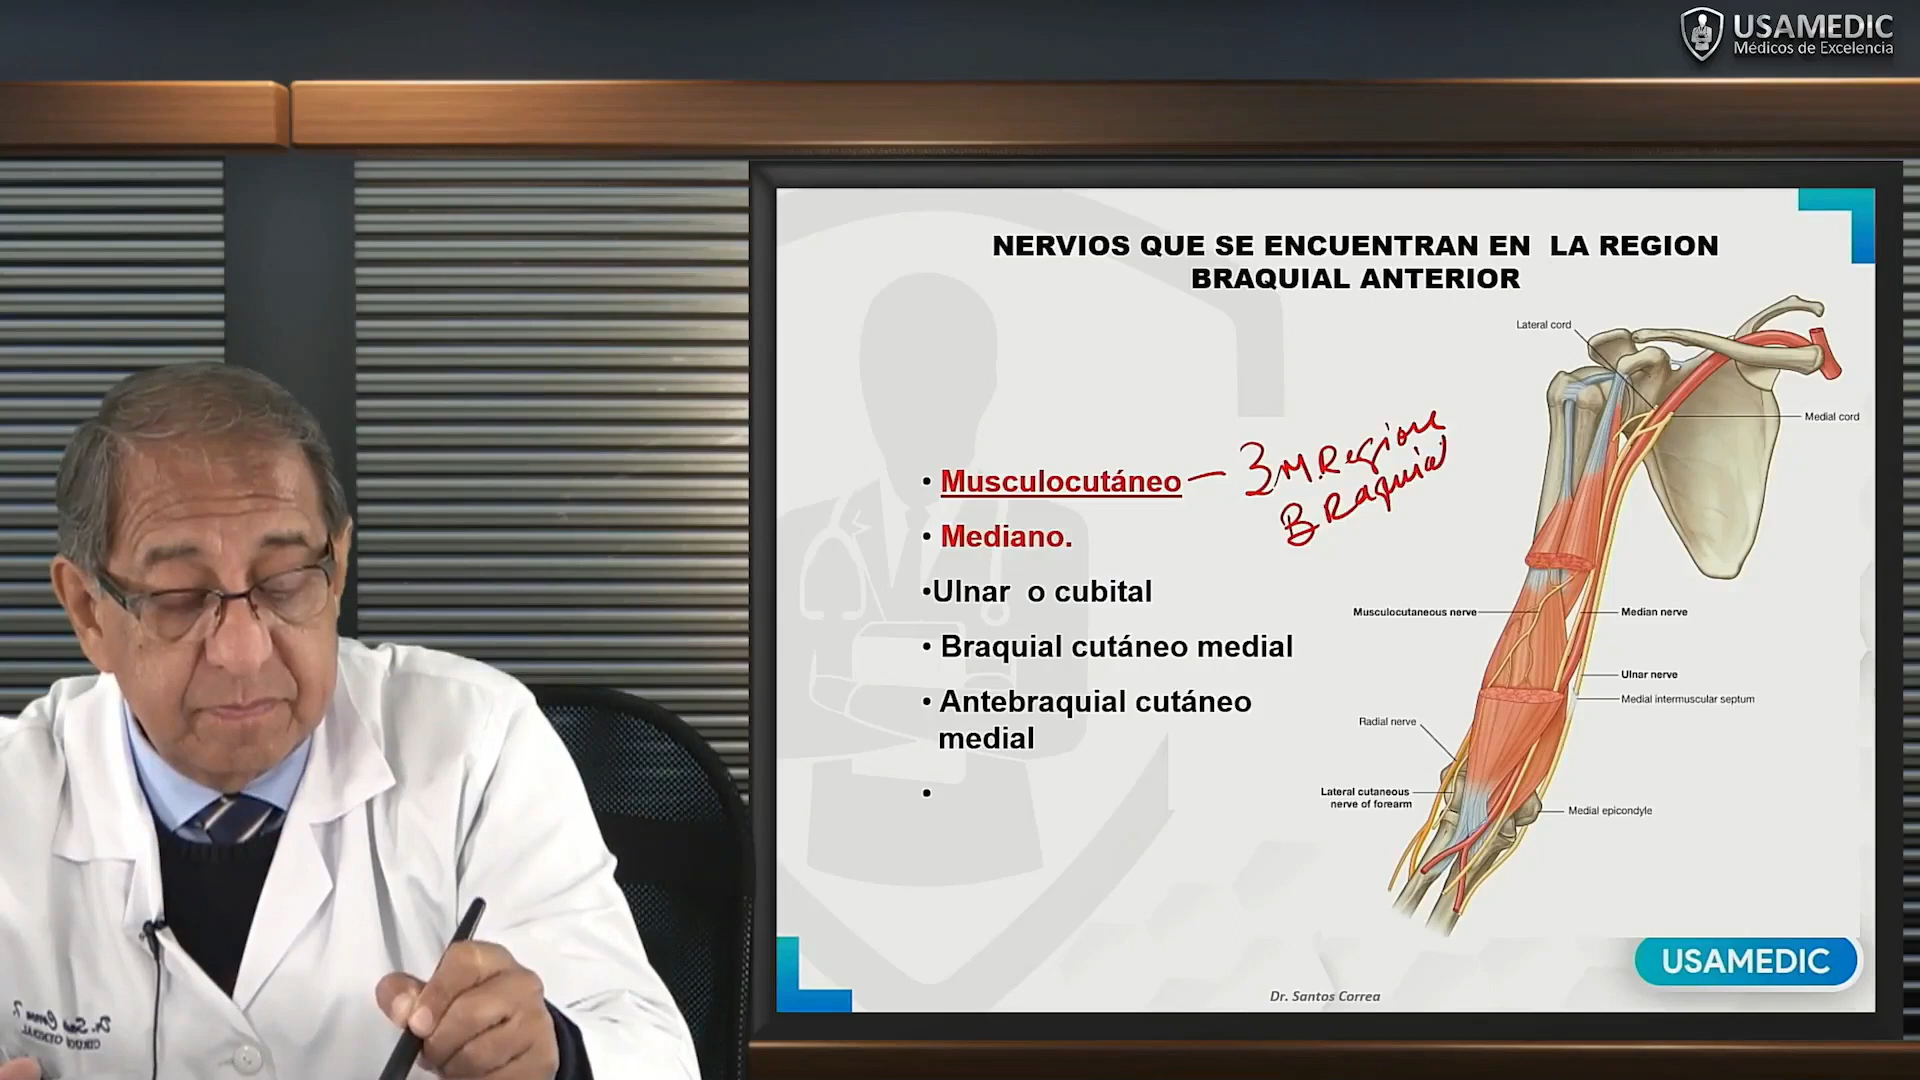 USAMEDIC
Médicos de Excelencia
NERVIOS QUE SE ENCUENTRAN EN LA REGION
BRAQUIAL ANTERIOR
• Musculocutáneo — 3 M. Region
Braquial
• Mediano.
•Ulnar o cubital
• Braquial cutáneo medial
• Antebraquial cutáneo
medial
•
Lateral cord
Medial cord
Musculocutaneous nerve
Median nerve
Ulnar nerve
Medial intermuscular septum
Radial nerve
Lateral cutaneous
nerve of forearm
Medial epicondyle
USAMEDIC
Dr. Santos Correa